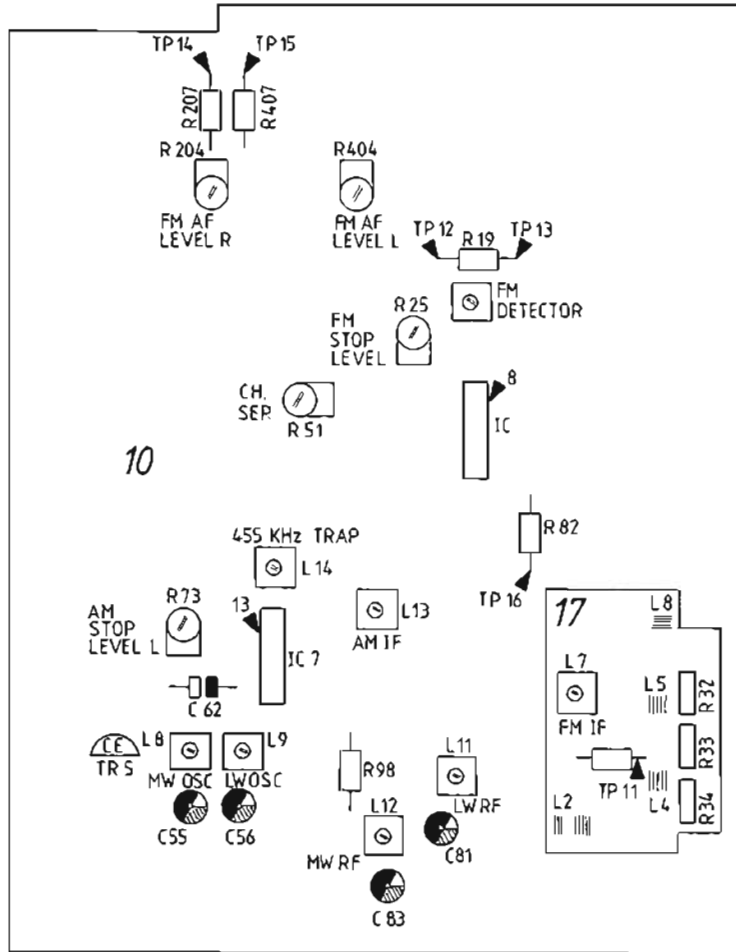 TP 14
TP 15
R 207
R 407
R 204
R404
FM AF
LEVEL R
FM AF
LEVEL L
TP 12
R 19
TP 13
FM
DETECTOR
R 25
FM
STOP
LEVEL
CH.
SEP.
R 51
8
IC
10
R 82
TP 16
455 KHz TRAP
L 14
R 73
AM
STOP
LEVEL L
13
IC 7
L13
AM IF
C 62
CE
TR 5
L 8
L9
MW OSC
LW OSC
C55
C56
R98
L11
LW RF
L12
C81
MW RF
C 83
17
L8
L7
FM IF
L5
R 32
R33
TP 11
L4
R34
L2